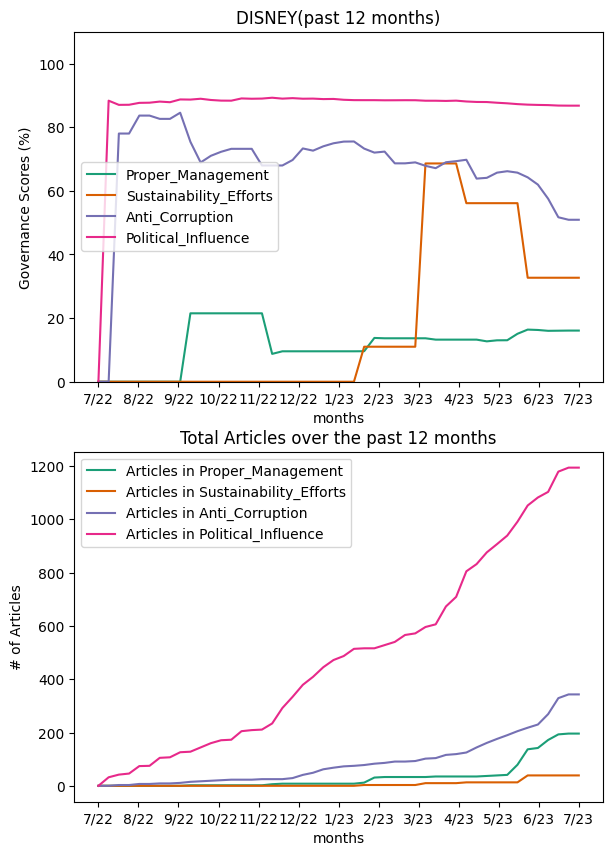 DISNEY(past 12 months)
100
80
60
40
20
0
Governance Scores (%)
Proper_Management
Sustainability_Efforts
Anti_Corruption
Political_Influence
7/22 8/22 9/22 10/22 11/22 12/22 1/23 2/23 3/23 4/23 5/23 6/23 7/23
months
Total Articles over the past 12 months
1200
1000
800
600
400
200
0
# of Articles
Articles in Proper_Management
Articles in Sustainability_Efforts
Articles in Anti_Corruption
Articles in Political_Influence
7/22 8/22 9/22 10/22 11/22 12/22 1/23 2/23 3/23 4/23 5/23 6/23 7/23
months